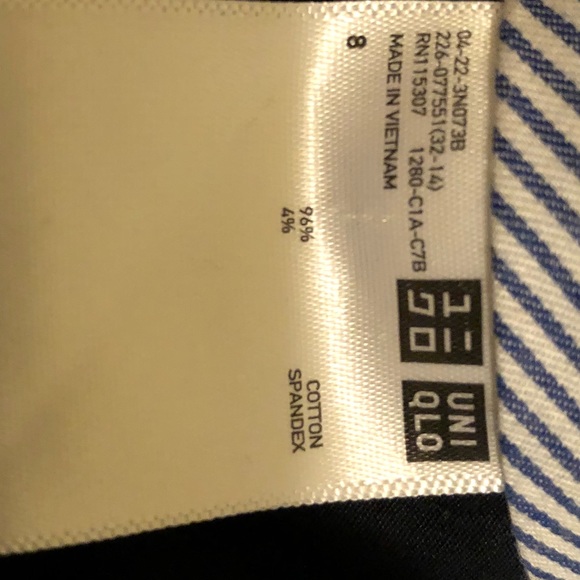 ユニ
クロ
UNI
QLO
04-22-3N073B
226-077551(32-14)
RN115307 1280-C1A-C7B
MADE IN VIETNAM
8
96% COTTON
4% SPANDEX